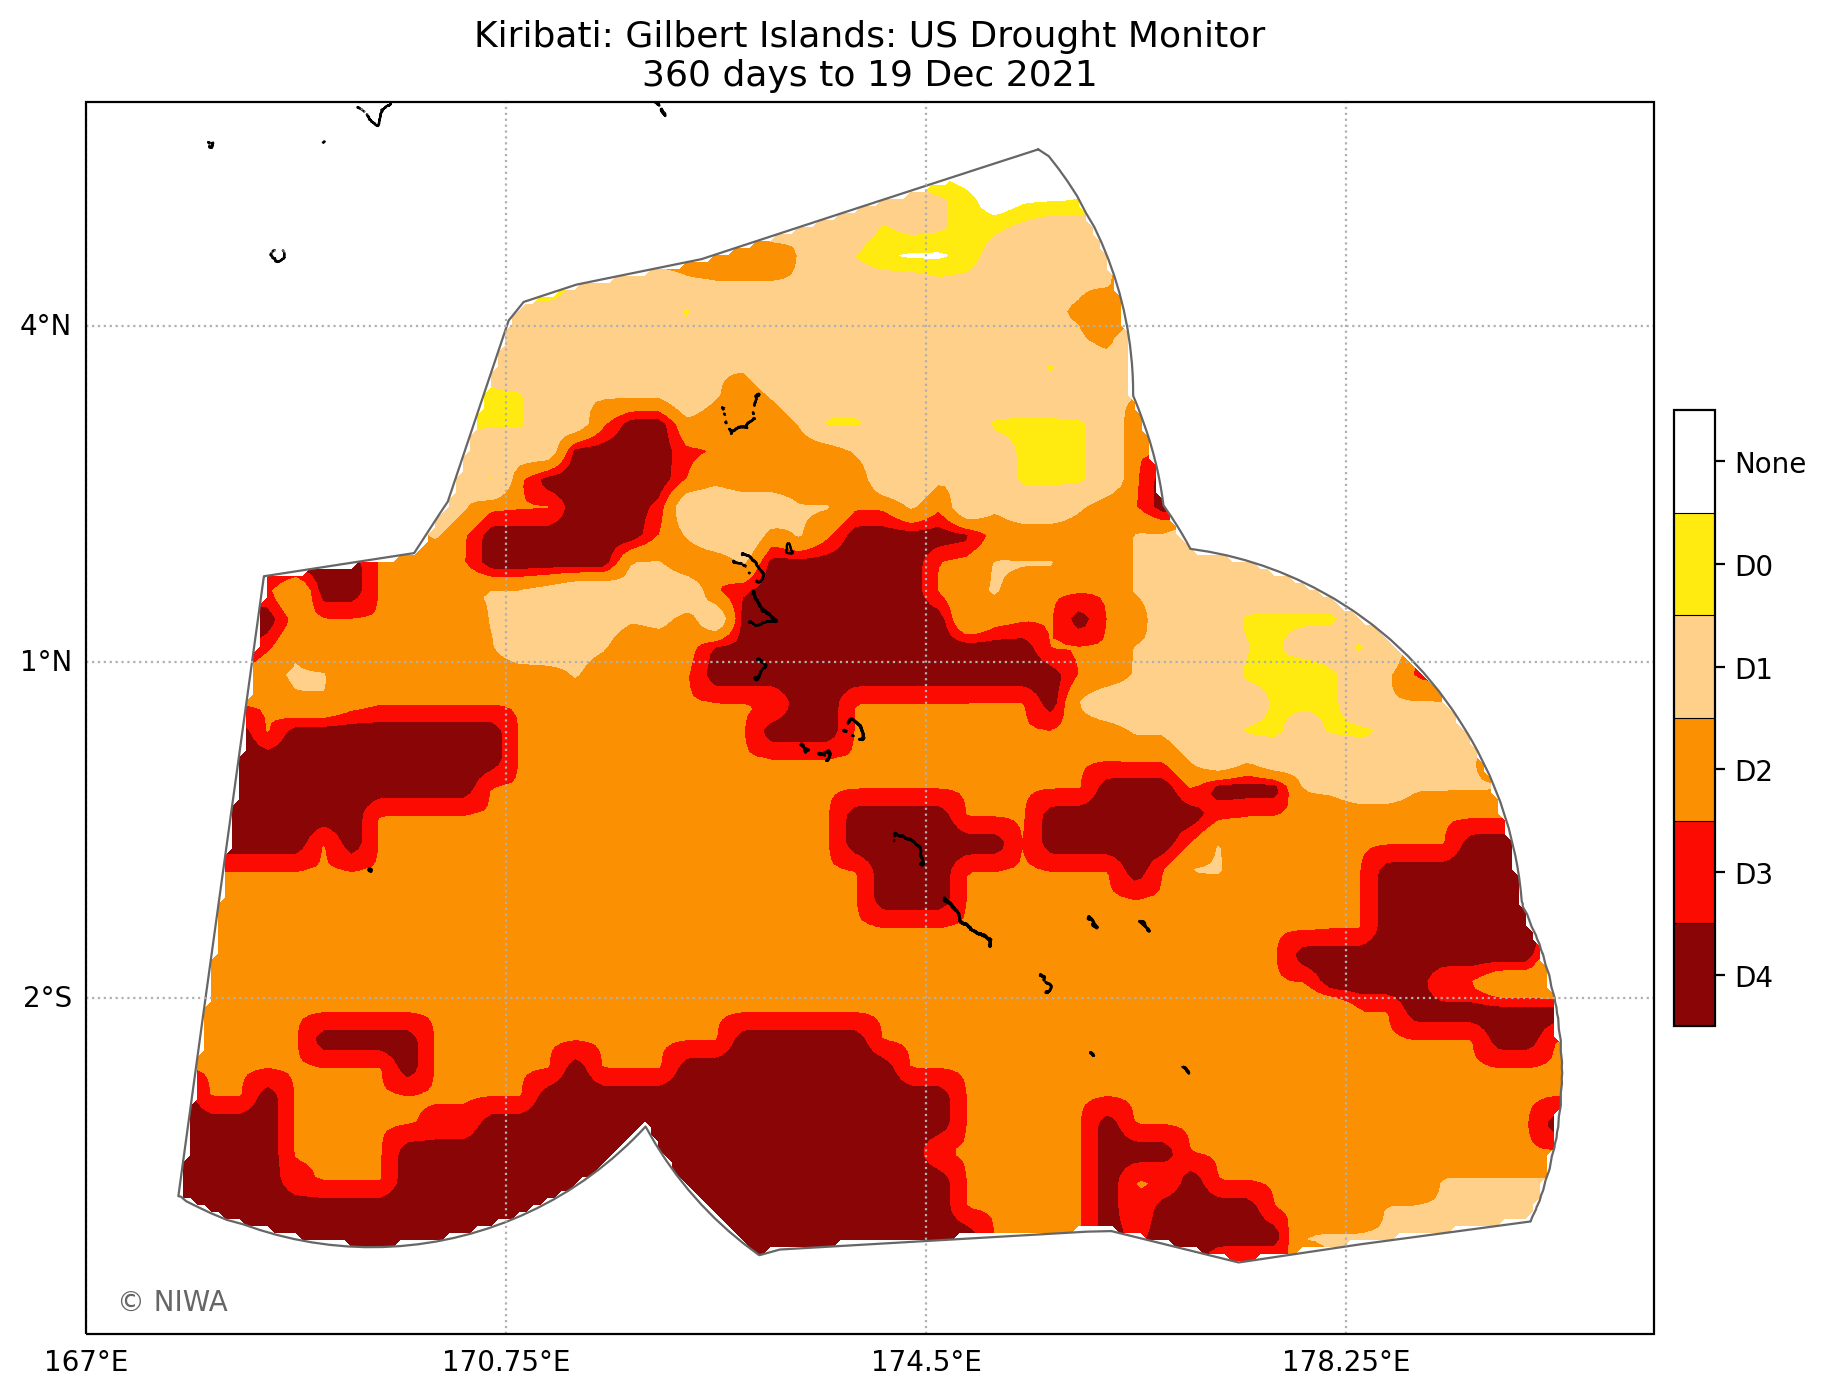 Kiribati: Gilbert Islands: US Drought Monitor
360 days to 19 Dec 2021
4°N
1°N
2°S
167°E
170.75°E
174.5°E
178.25°E
None
D0
D1
D2
D3
D4
© NIWA